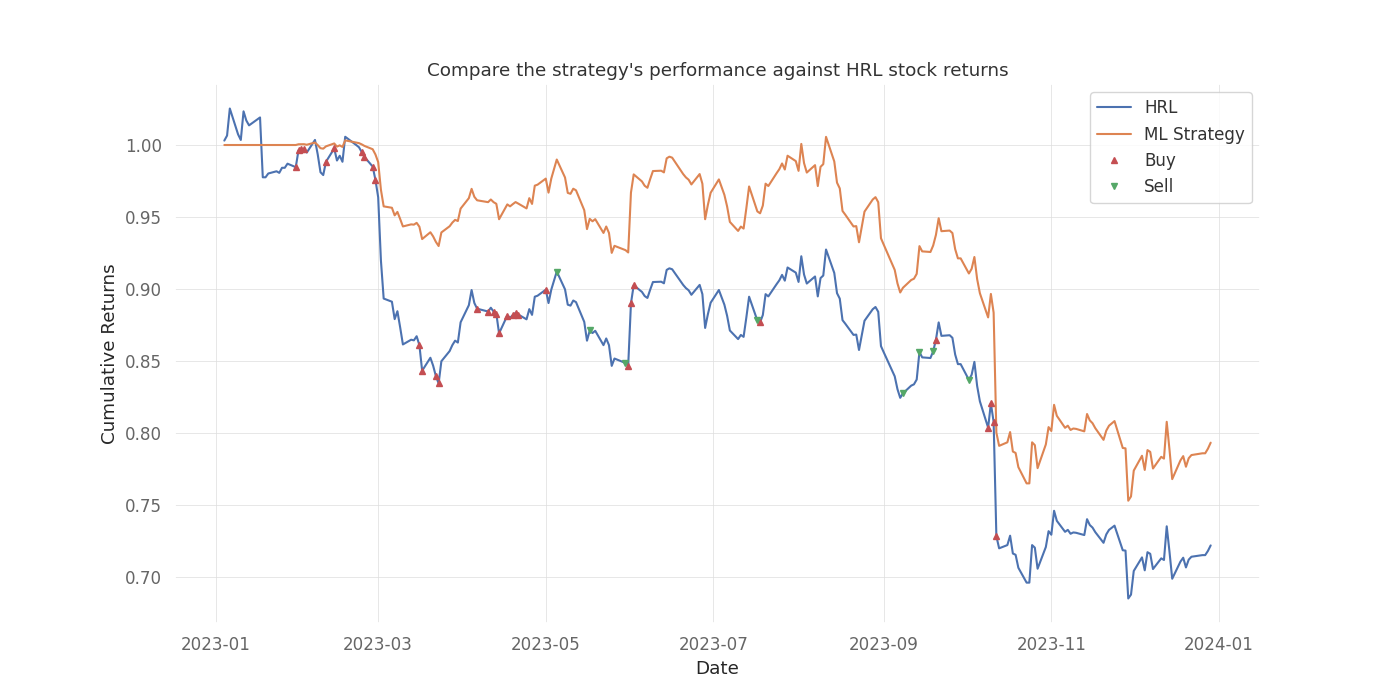 Compare the strategy's performance against HRL stock returns
HRL
ML Strategy
Buy
Sell
Cumulative Returns
1.00
0.95
0.90
0.85
0.80
0.75
0.70
2023-01
2023-03
2023-05
2023-07
2023-09
2023-11
2024-01
Date